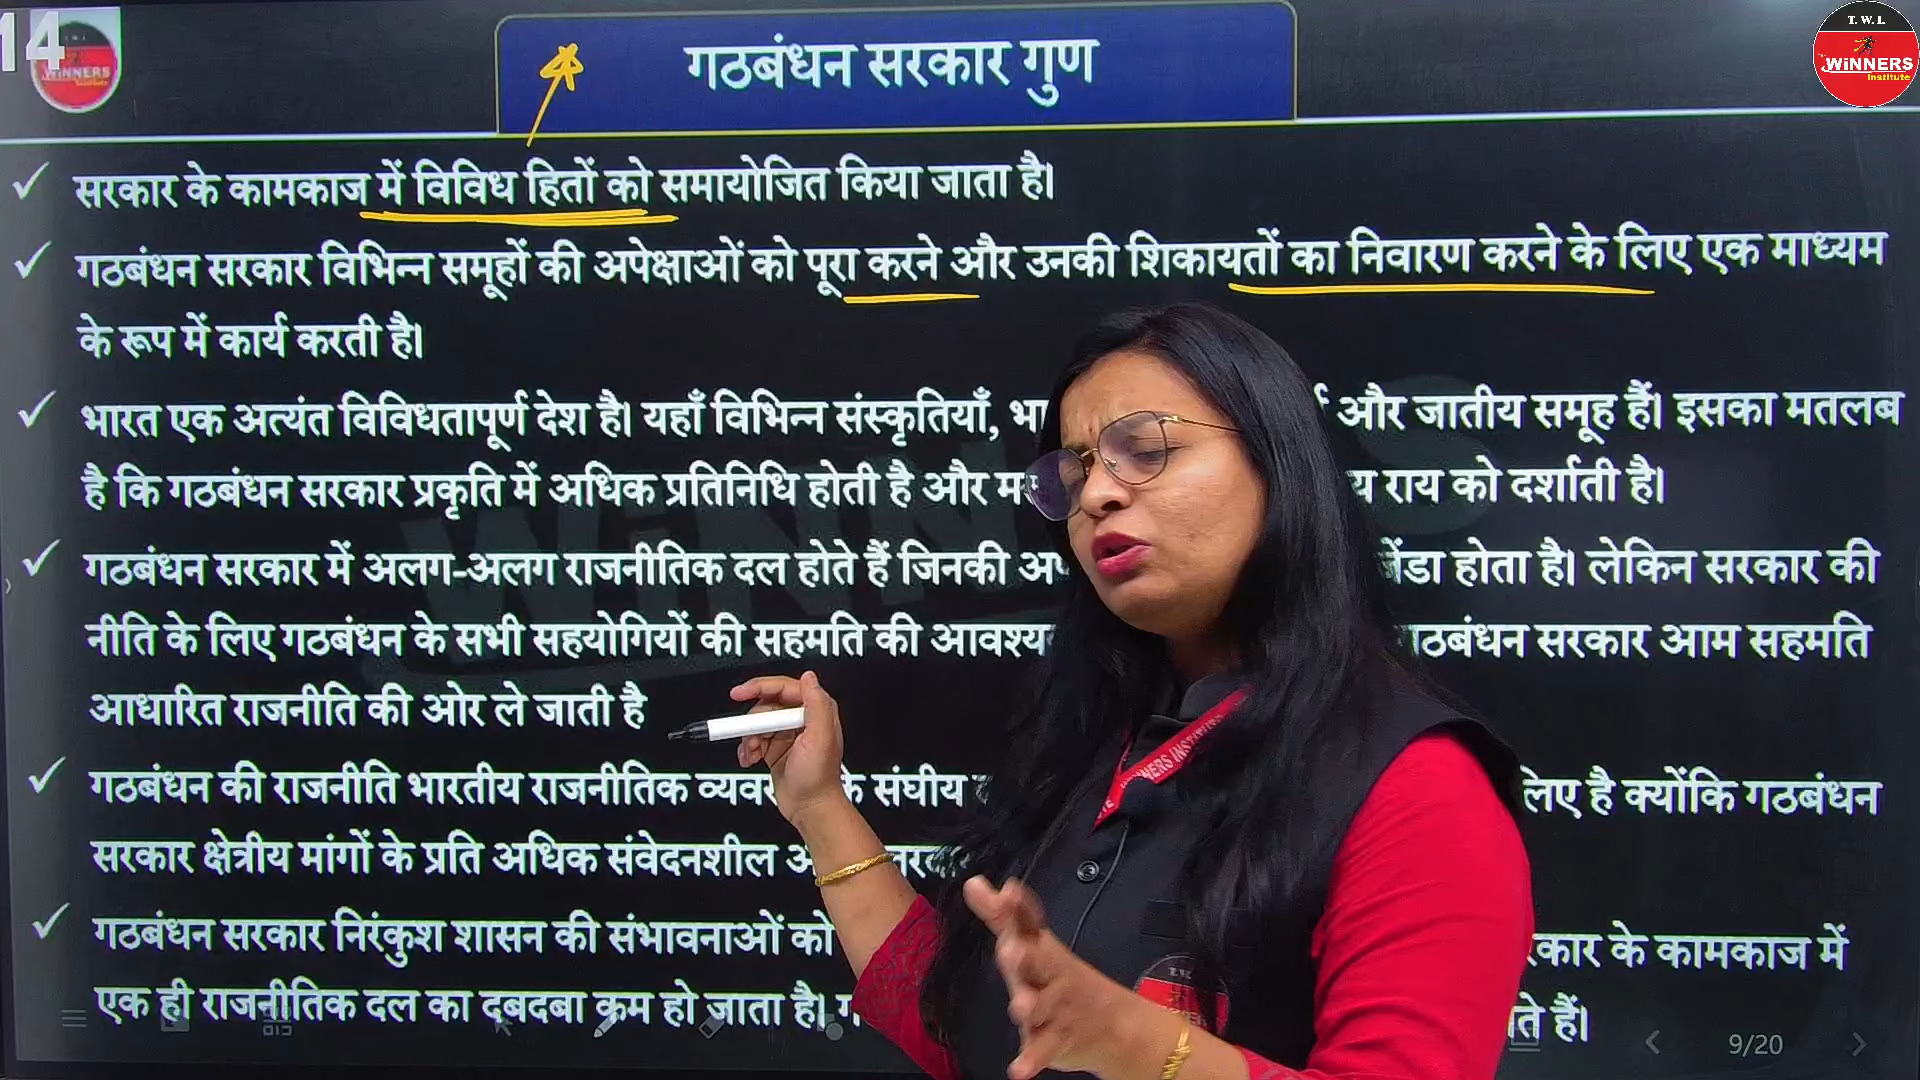 14
WiNNERS
Institute
T. W. I.
WiNNERS
Institute
गठबंधन सरकार गुण
सरकार के कामकाज में विविध हितों को समायोजित किया जाता है।
गठबंधन सरकार विभिन्न समूहों की अपेक्षाओं को पूरा करने और उनकी शिकायतों का निवारण करने के लिए एक माध्यम
के रूप में कार्य करती है।
भारत एक अत्यंत विविधतापूर्ण देश है। यहाँ विभिन्न संस्कृतियाँ, और जातीय समूह हैं। इसका मतलब
है कि गठबंधन सरकार प्रकृति में अधिक प्रतिनिधि होती है और राय को दर्शाती है।
गठबंधन सरकार में अलग-अलग राजनीतिक दल होते हैं जिनकी होता है। लेकिन सरकार की
नीति के लिए गठबंधन के सभी सहयोगियों की सहमति की गठबंधन सरकार आम सहमति
आधारित राजनीति की ओर ले जाती है
गठबंधन की राजनीति भारतीय राजनीतिक के संघीय लिए है क्योंकि गठबंधन
सरकार क्षेत्रीय मांगों के प्रति अधिक संवेदनशील
गठबंधन सरकार निरंकुश शासन की संभावनाओं को सरकार के कामकाज में
एक ही राजनीतिक दल का दबदबा कम हो जाता है। हैं।
9/20